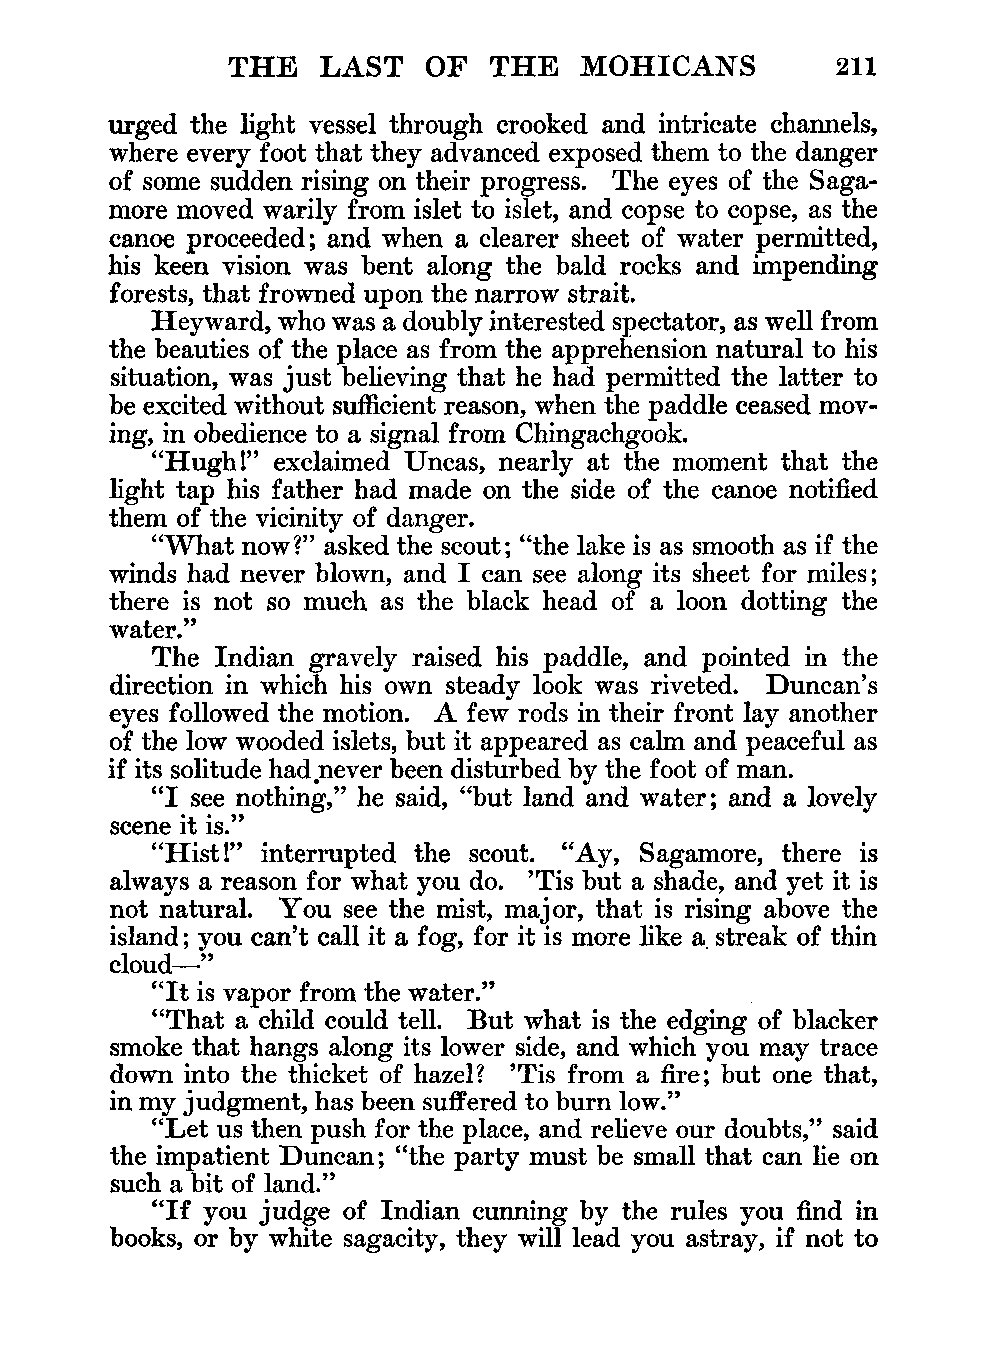 THE LAST OF THE MOHICANS 211
urged the light vessel through crooked and intricate channels,
where every foot that they advanced exposed them to the danger
of some sudden rising on their progress. The eyes of the Saga-
more moved warily from islet to islet, and copse to copse, as the
canoe proceeded; and when a clearer sheet of water permitted,
his keen vision was bent along the bald rocks and impending
forests, that frowned upon the narrow strait.
Heyward, who was a doubly interested spectator, as well from
the beauties of the place as from the apprehension natural to his
situation, was just believing that he had permitted the latter to
be excited without sufficient reason, when the paddle ceased mov-
ing, in obedience to a signal from Chingachgook.
“Hugh!” exclaimed Uncas, nearly at the moment that the
light tap his father had made on the side of the canoe notified
them of the vicinity of danger.
“What now?” asked the scout; “the lake is as smooth as if the
winds had never blown, and I can see along its sheet for miles;
there is not so much as the black head of a loon dotting the
water.”
The Indian gravely raised his paddle, and pointed in the
direction in which his own steady look was riveted. Duncan’s
eyes followed the motion. A few rods in their front lay another
of the low wooded islets, but it appeared as calm and peaceful as
if its solitude had never been disturbed by the foot of man.
“I see nothing,” he said, “but land and water; and a lovely
scene it is.”
“Hist!” interrupted the scout. “Ay, Sagamore, there is
always a reason for what you do. ’Tis but a shade, and yet it is
not natural. You see the mist, major, that is rising above the
island; you can’t call it a fog, for it is more like a streak of thin
cloud—”
“It is vapor from the water.”
“That a child could tell. But what is the edging of blacker
smoke that hangs along its lower side, and which you may trace
down into the thicket of hazel? ’Tis from a fire; but one that,
in my judgment, has been suffered to burn low.”
“Let us then push for the place, and relieve our doubts,” said
the impatient Duncan; “the party must be small that can lie on
such a bit of land.”
“If you judge of Indian cunning by the rules you find in
books, or by white sagacity, they will lead you astray, if not to